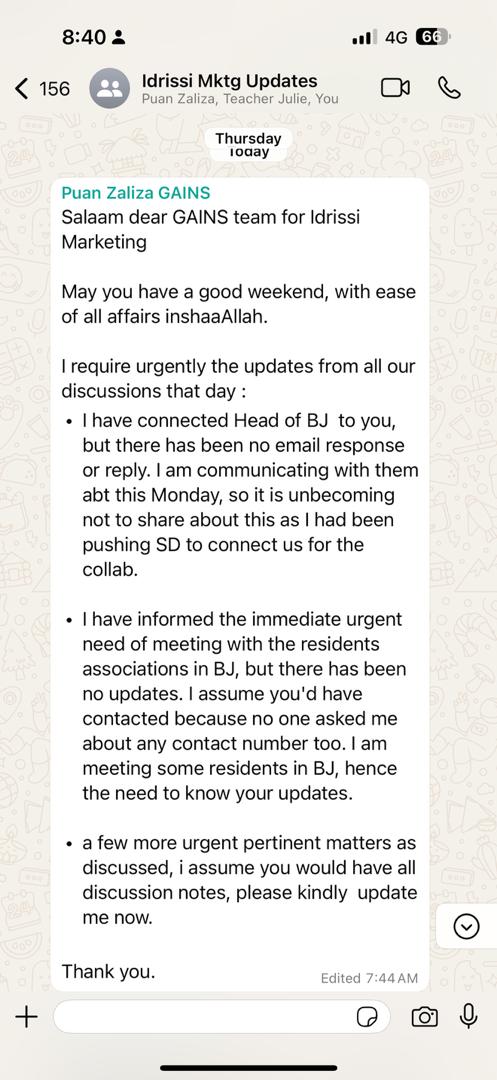 8:40
4G 66
156
Idrissi Mktg Updates
Puan Zaliza, Teacher Julie, You
Thursday
Today
Puan Zaliza GAINS
Salaam dear GAINS team for Idrissi
Marketing
May you have a good weekend, with ease
of all affairs inshaaAllah.
I require urgently the updates from all our
discussions that day :
• I have connected Head of BJ  to you,
but there has been no email response
or reply. I am communicating with them
abt this Monday, so it is unbecoming
not to share about this as I had been
pushing SD to connect us for the
collab.
• I have informed the immediate urgent
need of meeting with the residents
associations in BJ, but there has been
no updates. I assume you'd have
contacted because no one asked me
about any contact number too. I am
meeting some residents in BJ, hence
the need to know your updates.
• a few more urgent pertinent matters as
discussed, i assume you would have all
discussion notes, please kindly  update
me now.
Thank you.
Edited 7:44 AM